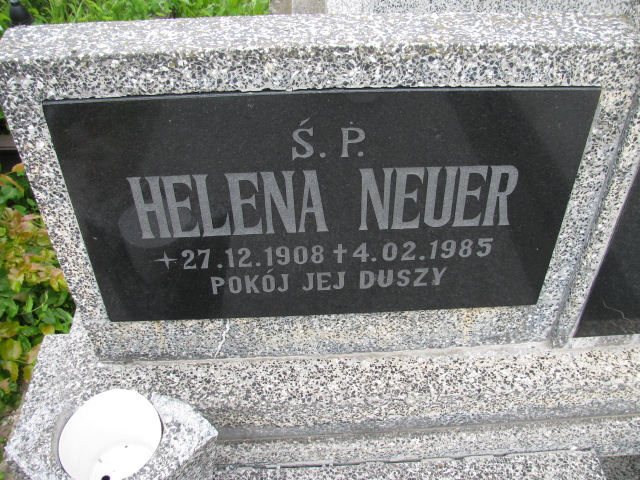 Ś. P.
HELENA NEUER
27.12.1908 † 4.02.1985
POKÓJ JEJ DUSZY